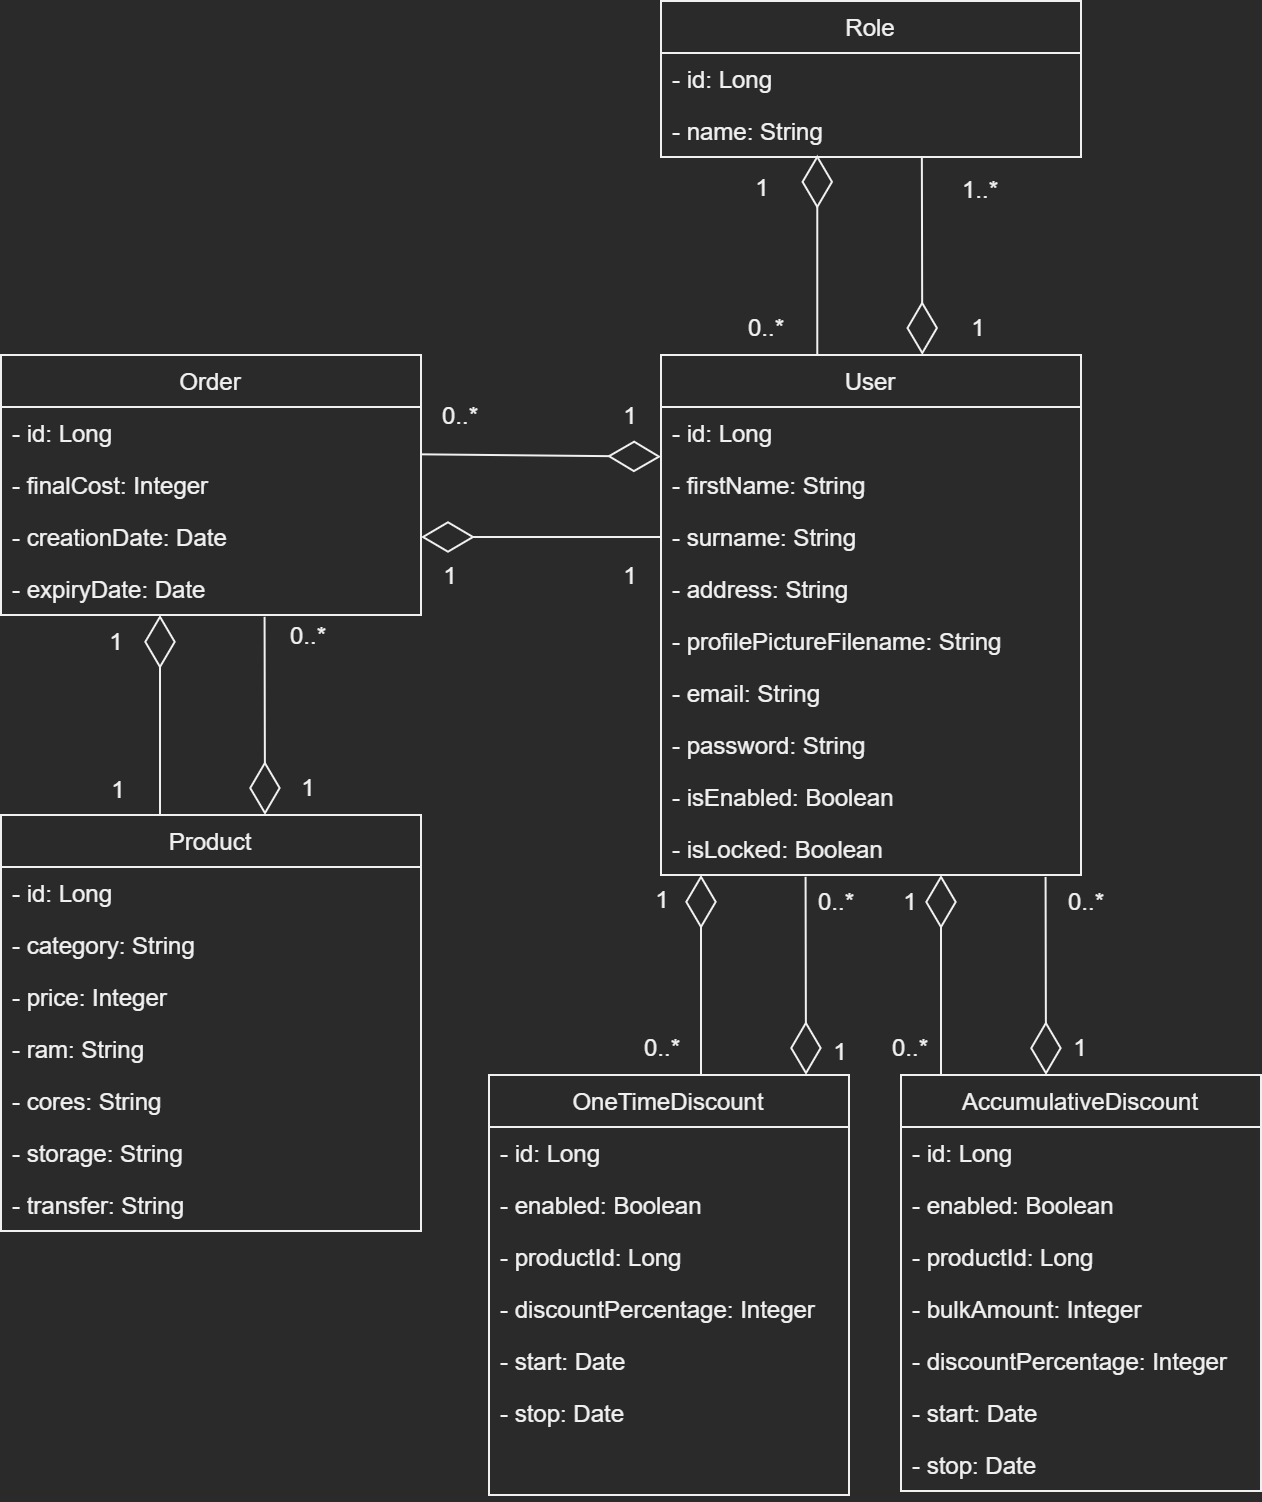 Role
- id: Long
- name: String
1
1..*
0..*
1
Order
- id: Long
- finalCost: Integer
- creationDate: Date
- expiryDate: Date
0..*
1
1
1
User
- id: Long
- firstName: String
- surname: String
- address: String
- profilePictureFilename: String
- email: String
- password: String
- isEnabled: Boolean
- isLocked: Boolean
1
0..*
1
1
Product
- id: Long
- category: String
- price: Integer
- ram: String
- cores: String
- storage: String
- transfer: String
1
0..*
1
0..*
0..*
1
0..*
1
OneTimeDiscount
- id: Long
- enabled: Boolean
- productId: Long
- discountPercentage: Integer
- start: Date
- stop: Date
AccumulativeDiscount
- id: Long
- enabled: Boolean
- productId: Long
- bulkAmount: Integer
- discountPercentage: Integer
- start: Date
- stop: Date